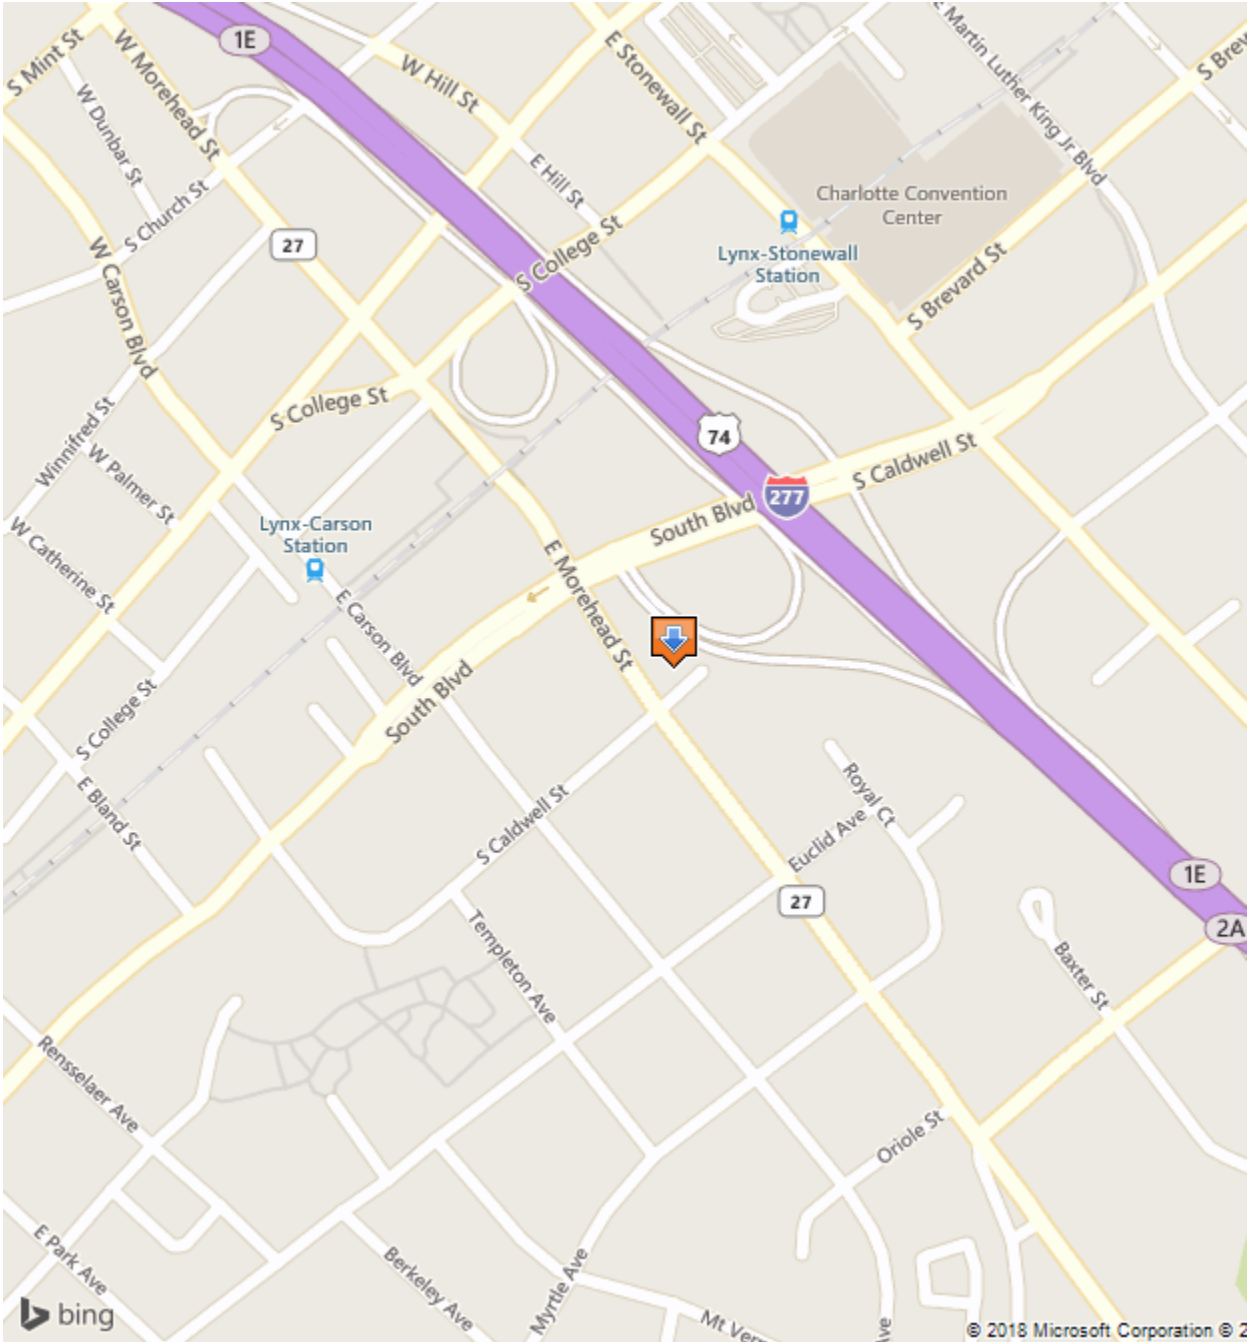 1E
S Mint St
W Morehead St
W Hill St
E Stonewall St
E Martin Luther King Jr Blvd
S Brev
W Dunbar St
E Hill St
S Church St
Charlotte Convention
Center
27
Lynx-Stonewall
Station
S College St
S Brevard St
W Carson Blvd
S College St
Winnifred St
74
S Caldwell St
W Palmer St
277
South Blvd
Lynx-Carson
Station
W Catherine St
E Morehead St
E Carson Blvd
South Blvd
S College St
E Bland St
Royal Ct
S Caldwell St
Euclid Ave
1E
27
2A
Templeton Ave
Baxter St
Rensselaer Ave
Oriole St
E Park Ave
Berkeley Ave
Myrtle Ave
Mt Ver
Ave
bing
© 2018 Microsoft Corporation © 2